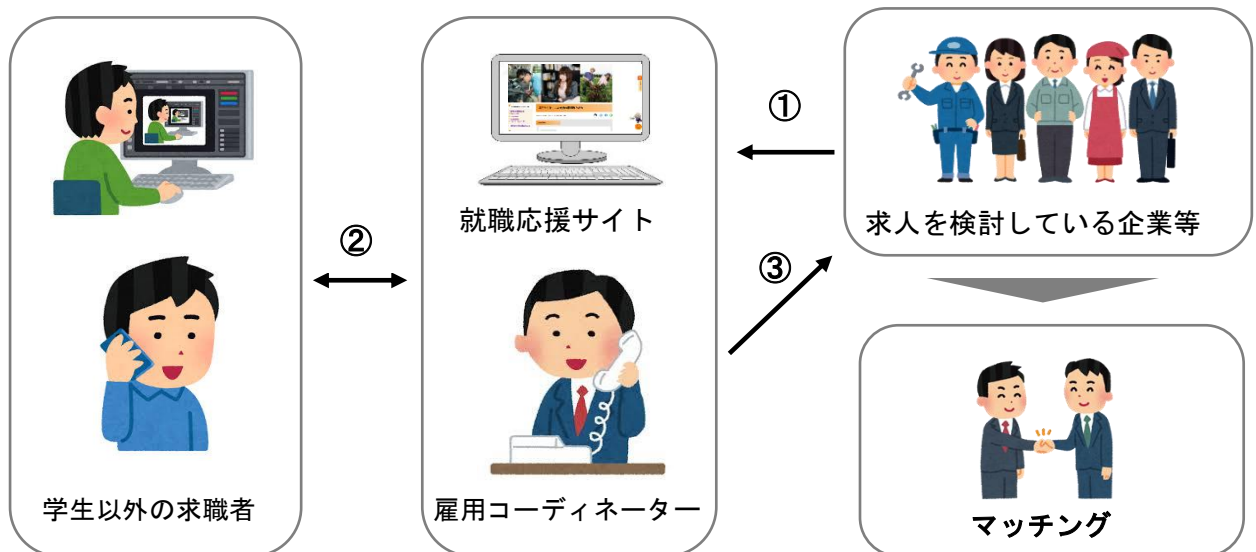 ①
就職応援サイト
求人を検討している企業等
②
③
学生以外の求職者
雇用コーディネーター
マッチング